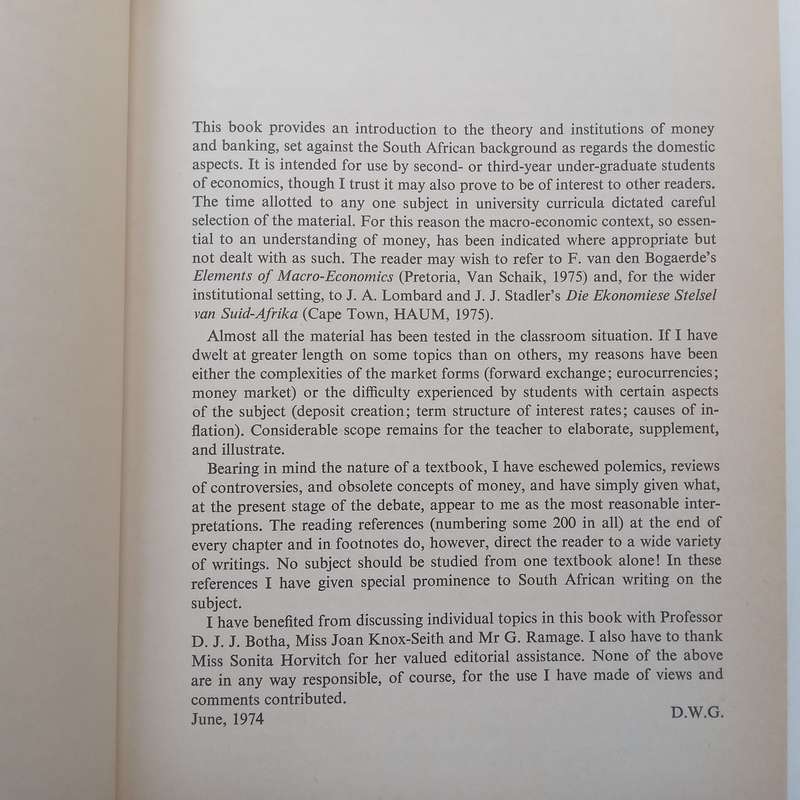 This book provides an introduction to the theory and institutions of money
and banking, set against the South African background as regards the domestic
aspects. It is intended for use by second- or third-year under-graduate students
of economics, though I trust it may also prove to be of interest to other readers.
The time allotted to any one subject in university curricula dictated careful
selection of the material. For this reason the macro-economic context, so essen-
tial to an understanding of money, has been indicated where appropriate but
not dealt with as such. The reader may wish to refer to F. van den Bogaerde's
Elements of Macro-Economics (Pretoria, Van Schaik, 1975) and, for the wider
institutional setting, to J. A. Lombard and J. J. Stadler's Die Ekonomiese Stelsel
van Suid-Afrika (Cape Town, HAUM, 1975).
Almost all the material has been tested in the classroom situation. If I have
dwelt at greater length on some topics than on others, my reasons have been
either the complexities of the market forms (forward exchange; eurocurrencies;
money market) or the difficulty experienced by students with certain aspects
of the subject (deposit creation; term structure of interest rates; causes of in-
flation). Considerable scope remains for the teacher to elaborate, supplement,
and illustrate.
Bearing in mind the nature of a textbook, I have eschewed polemics, reviews
of controversies, and obsolete concepts of money, and have simply given what,
at the present stage of the debate, appear to me as the most reasonable inter-
pretations. The reading references (numbering some 200 in all) at the end of
every chapter and in footnotes do, however, direct the reader to a wide variety
of writings. No subject should be studied from one textbook alone! In these
references I have given special prominence to South African writing on the
subject.
I have benefited from discussing individual topics in this book with Professor
D. J. J. Botha, Miss Joan Knox-Seith and Mr G. Ramage. I also have to thank
Miss Sonita Horvitch for her valued editorial assistance. None of the above
are in any way responsible, of course, for the use I have made of views and
comments contributed.
June, 1974 D.W.G.